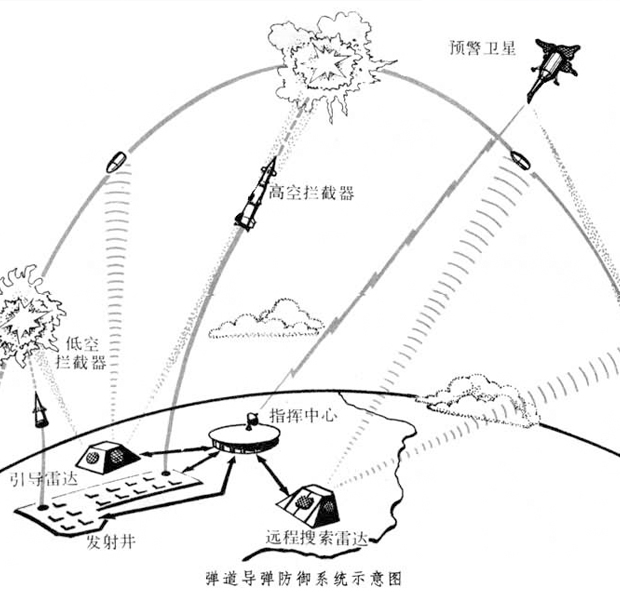 预警卫星
高空拦截器
低空
拦截器
指挥中心
引导雷达
发射井
远程搜索雷达
弹道导弹防御系统示意图